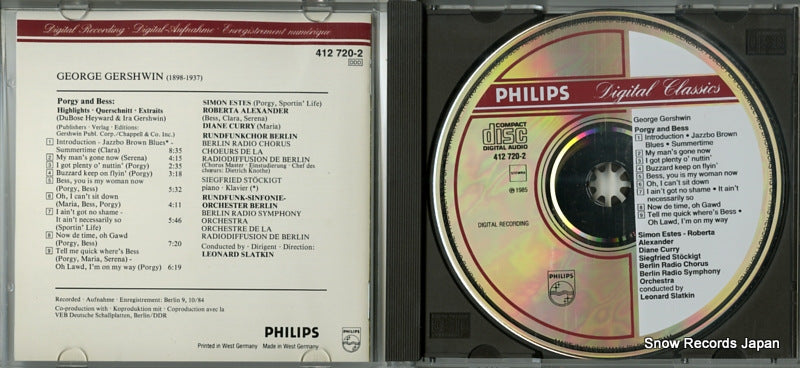 Digital Recording · Digital-Aufnahme · Enregistrement numérique
412 720-2
DDD
GEORGE GERSHWIN (1898-1937)
Porgy and Bess:
Highlights · Querschnitt · Extraits
(DuBose Heyward & Ira Gershwin)
(Publishers · Verlag · Editions:
Gershwin Publ. Corp./Chappell & Co. Inc.)
1 Introduction - Jazzbo Brown Blues* -
Summertime (Clara) 8:35
2 My man's gone now (Serena) 4:15
3 I got plenty o' nuttin' (Porgy) 2:35
4 Buzzard keep on flyin' (Porgy) 3:18
5 Bess, you is my woman now
(Porgy, Bess) 5:32
6 Oh, I can't sit down
(Maria, Bess, Porgy) 4:11
7 I ain't got no shame -
It ain't necessarily so 5:46
(Sportin' Life)
8 Now de time, oh Gawd
(Porgy, Bess) 7:20
9 Tell me quick where's Bess
(Porgy, Maria, Serena) -
Oh Lawd, I'm on my way (Porgy) 6:19
SIMON ESTES (Porgy, Sportin' Life)
ROBERTA ALEXANDER
(Bess, Clara, Serena)
DIANE CURRY (Maria)
RUNDFUNKCHOR BERLIN
BERLIN RADIO CHORUS
CHOEURS DE LA
RADIODIFFUSION DE BERLIN
Chorus Master · Einstudierung · Chef des
choeurs: Dietrich Knothe)
SIEGFRIED STÖCKIGT
piano · Klavier (*)
RUNDFUNK-SINFONIE-
ORCHESTER BERLIN
BERLIN RADIO SYMPHONY
ORCHESTRA
ORCHESTRE DE LA
RADIODIFFUSION DE BERLIN
Conducted by · Dirigent · Direction:
LEONARD SLATKIN
Recorded · Aufnahme · Enregistrement: Berlin 9, 10/84
Co-production with · Koproduktion mit · Coproduction avec la
VEB Deutsche Schallplatten, Berlin/DDR
PHILIPS
PHILIPS
Printed in West Germany Made in West Germany
PHILIPS Digital Classics
COMPACT
disc
DIGITAL AUDIO
412 720-2
STEMRA
℗ 1985
DIGITAL RECORDING
PHILIPS
George Gershwin
Porgy and Bess
1 Introduction • Jazzbo Brown
Blues • Summertime
2 My man's gone now
3 I got plenty o' nuttin'
4 Buzzard keep on flyin'
5 Bess, you is my woman now
6 Oh, I can't sit down
7 I ain't got no shame • It ain't
necessarily so
8 Now de time, oh Gawd
9 Tell me quick where's Bess •
Oh Lawd, I'm on my way
Simon Estes - Roberta
Alexander
Diane Curry
Siegfried Stöckigt
Berlin Radio Chorus
Berlin Radio Symphony
Orchestra
conducted by
Leonard Slatkin
Snow Records Japan